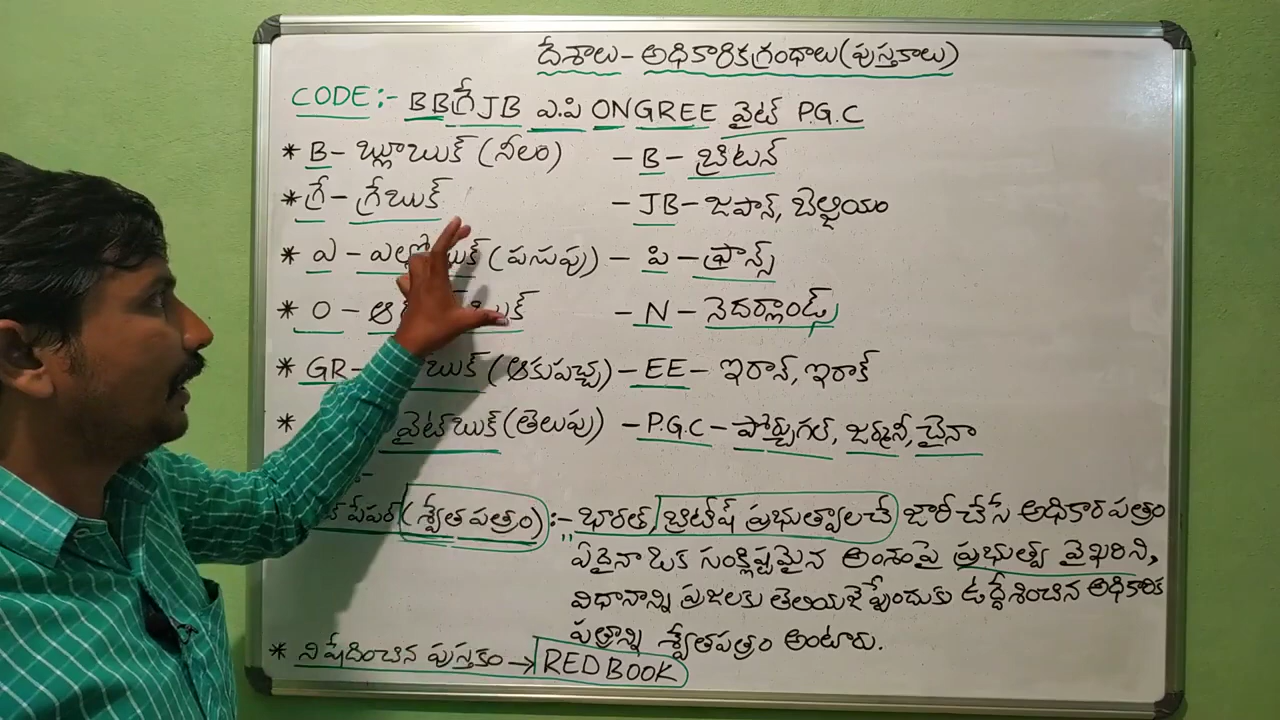 దేశాలు - అధికారికగ్రంథాలు(పుస్తకాలు)
CODE:- BBగ్రేJB ఎ.పి ONGREE వైట్ P.G.C
* B - బ్లూబుక్ (నీలం) - B - బ్రిటన్
* గ్రే - గ్రేబుక్ - JB - జపాన్, బెల్జియం
* ఎ - (పసుపు) - పి - ఫ్రాన్స్
* O - - N - నెదర్లాండ్స్
* GR - బుక్ (ఆకుపచ్చ) - EE - ఇరాన్, ఇరాక్
* వైట్‌బుక్ (తెలుపు) - P.G.C - పోర్చుగల్, జర్మనీ, చైనా
పేపర్ (శ్వేతపత్రం) :- భారత్, బ్రిటీష్ ప్రభుత్వాలచే జారీచేసే అధికార పత్రం
ఏదైనా ఒక సంక్లిష్టమైన అంశంపై ప్రభుత్వ వైఖరిని,
విధానాన్ని ప్రజలకు తెలియజేప్పేందుకు ఉద్దేశించిన అధికారిక
పత్రాన్ని శ్వేతపత్రం అంటారు.
* నిషేదించిన పుస్తకం → RED BOOK